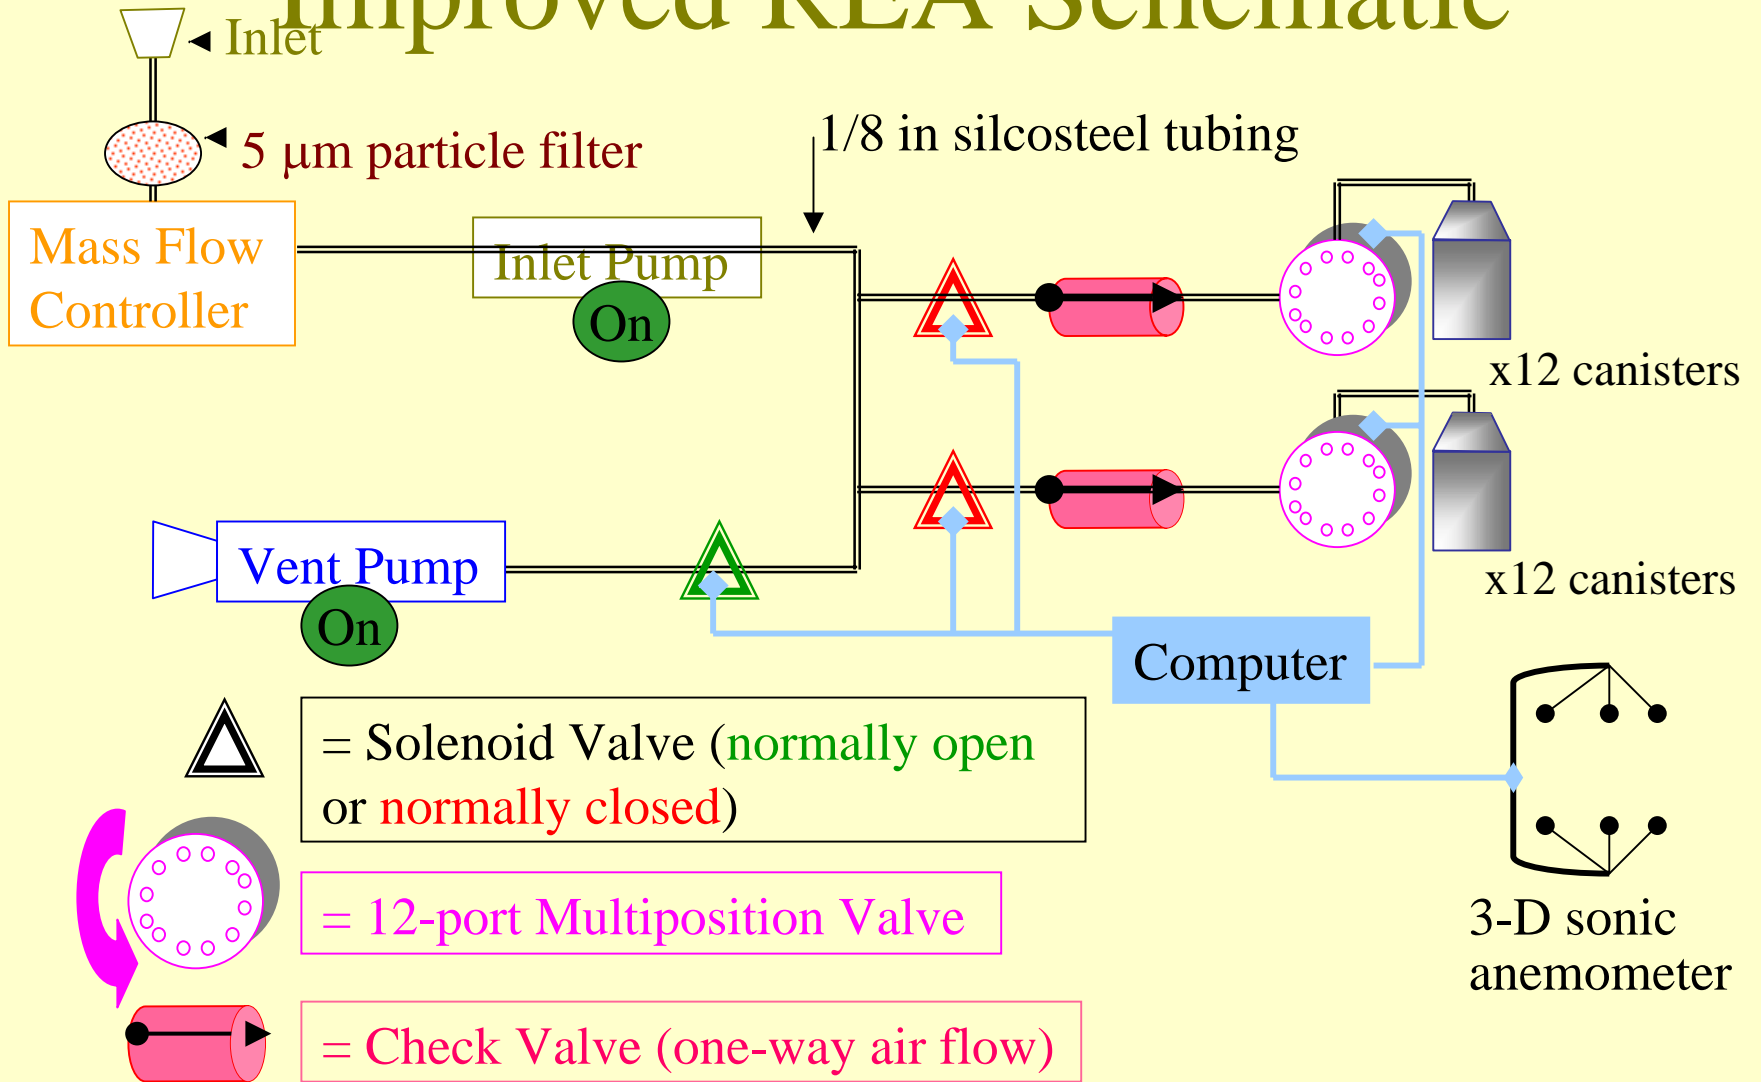 Improved REA Schematic
Inlet
5 μm particle filter
1/8 in silcosteel tubing
Mass Flow
Controller
Inlet Pump
On
x12 canisters
x12 canisters
Vent Pump
On
Computer
= Solenoid Valve (normally open
or normally closed)
= 12-port Multiposition Valve
3-D sonic
anemometer
= Check Valve (one-way air flow)